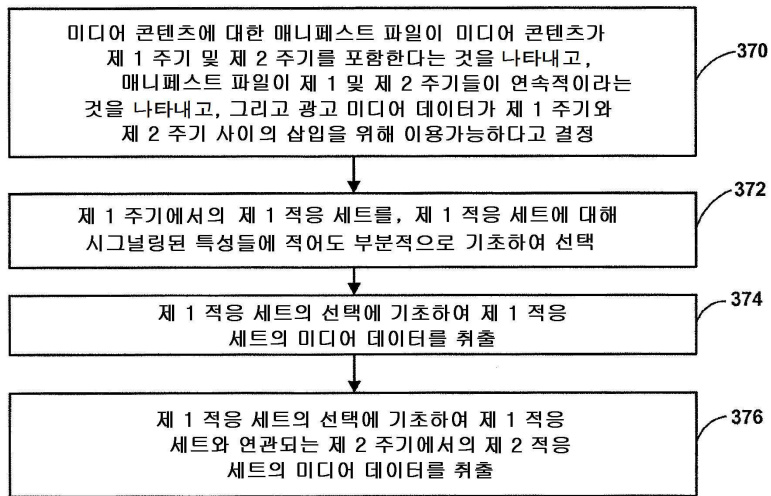 미디어 콘텐츠에 대한 매니페스트 파일이 미디어 콘텐츠가
제 1 주기 및 제 2 주기를 포함한다는 것을 나타내고,
매니페스트 파일이 제 1 및 제 2 주기들이 연속적이라는
것을 나타내고, 그리고 광고 미디어 데이터가 제 1 주기와
제 2 주기 사이의 삽입을 위해 이용가능하다고 결정
370
제 1 주기에서의 제 1 적응 세트를, 제 1 적응 세트에 대해
시그널링된 특성들에 적어도 부분적으로 기초하여 선택
372
제 1 적응 세트의 선택에 기초하여 제 1 적응
세트의 미디어 데이터를 취출
374
제 1 적응 세트의 선택에 기초하여 제 1 적응
세트와 연관되는 제 2 주기에서의 제 2 적응
세트의 미디어 데이터를 취출
376